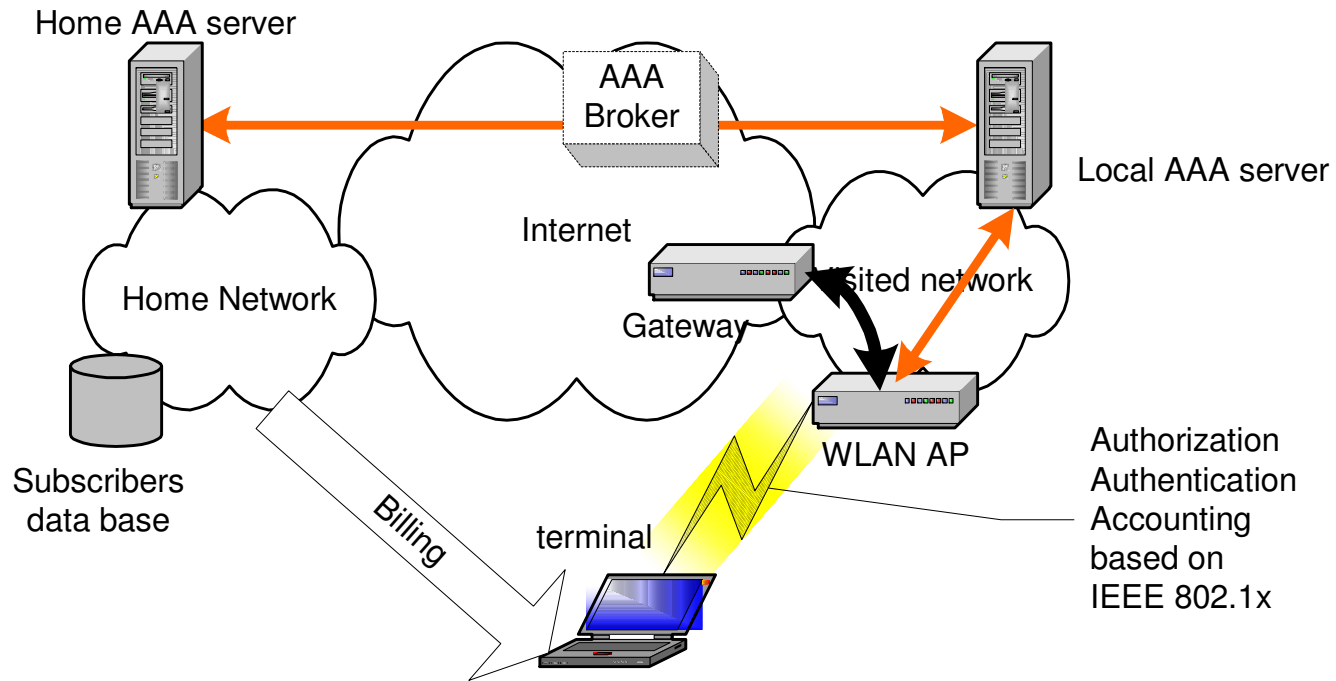 Home AAA server
AAA
Broker
Local AAA server
Internet
Visited network
Home Network
Gateway
WLAN AP
Authorization
Authentication
Accounting
based on
IEEE 802.1x
Subscribers
data base
Billing
terminal